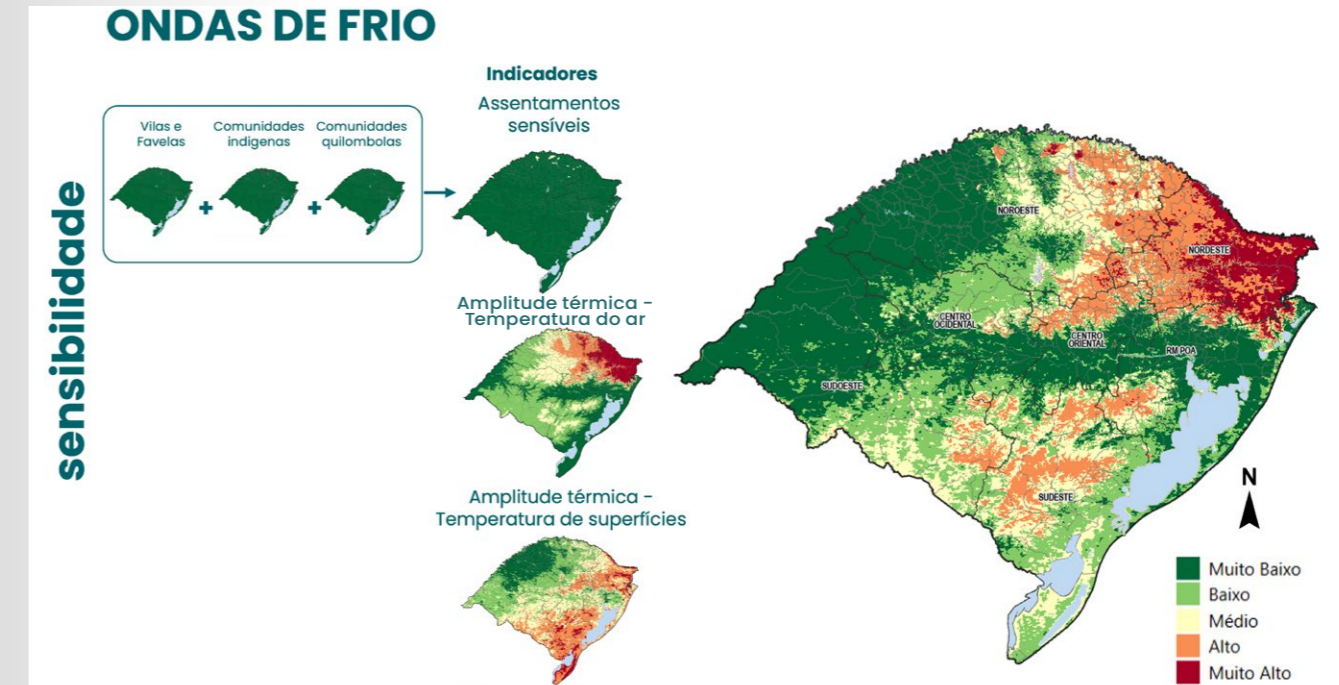 ONDAS DE FRIO
sensibilidade
Vilas e
Favelas
Comunidades
indigenas
Comunidades
quilombolas
+
+
Indicadores
Assentamentos
sensíveis
Amplitude térmica -
Temperatura do ar
Amplitude térmica -
Temperatura de superfícies
NOROESTE
NORDESTE
CENTRO
OCIDENTAL
CENTRO
ORIENTAL
RM POA
SUDOESTE
SUDESTE
N
Muito Baixo
Baixo
Médio
Alto
Muito Alto